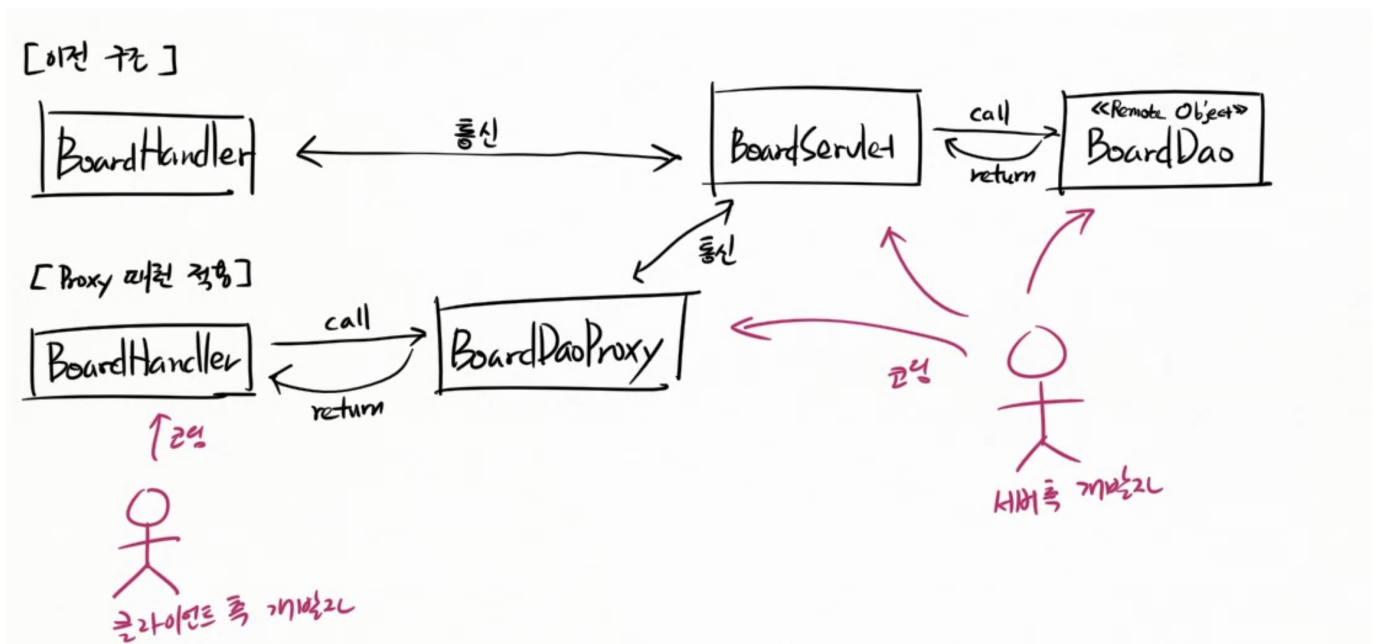 [이전 구조]
BoardHandler
통신
BoardServlet
call
return
<<Remote Object>>
BoardDao
통신
[Proxy 패턴 적용]
BoardHandler
call
return
BoardDaoProxy
코딩
코딩
서버측 개발자
클라이언트 측 개발자